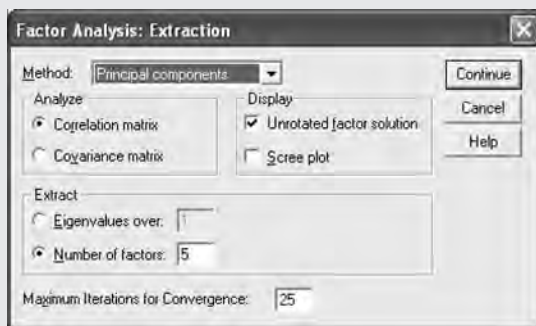 Factor Analysis: Extraction
Method: Principal components
Continue
Analyze
Display
Cancel
Correlation matrix
Unrotated factor solution
Help
Covariance matrix
Scree plot
Extract
Eigenvalues over: 1
Number of factors: 5
Maximum Iterations for Convergence: 25